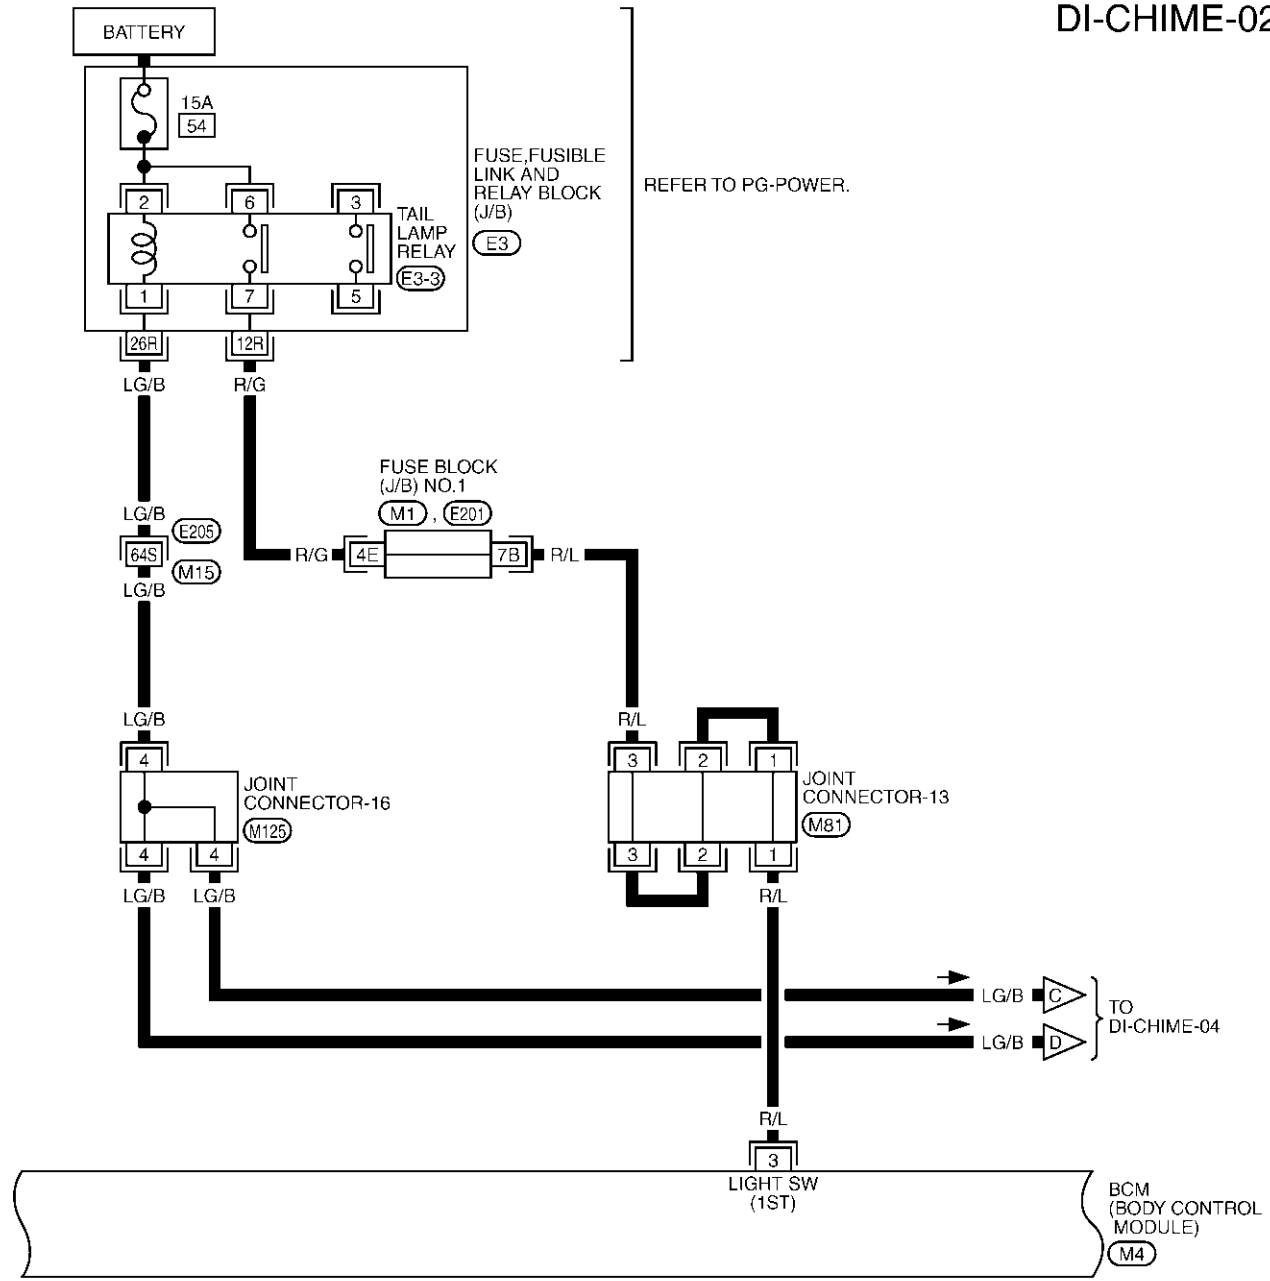 DI-CHIME-02
BATTERY
15A
54
FUSE,FUSIBLE
LINK AND
RELAY BLOCK
(J/B)
E3
REFER TO PG-POWER.
2
6
3
TAIL
LAMP
RELAY
E3-3
1
7
5
26R
12R
LG/B
R/G
FUSE BLOCK
(J/B) NO.1
M1 , E201
LG/B
E205
64S
M15
LG/B
R/G
4E
7B
R/L
LG/B
R/L
4
3
2
1
JOINT
CONNECTOR-16
M125
JOINT
CONNECTOR-13
M81
4
4
3
2
1
LG/B
LG/B
R/L
LG/B
C
LG/B
D
TO
DI-CHIME-04
R/L
3
LIGHT SW
(1ST)
BCM
(BODY CONTROL
MODULE)
M4